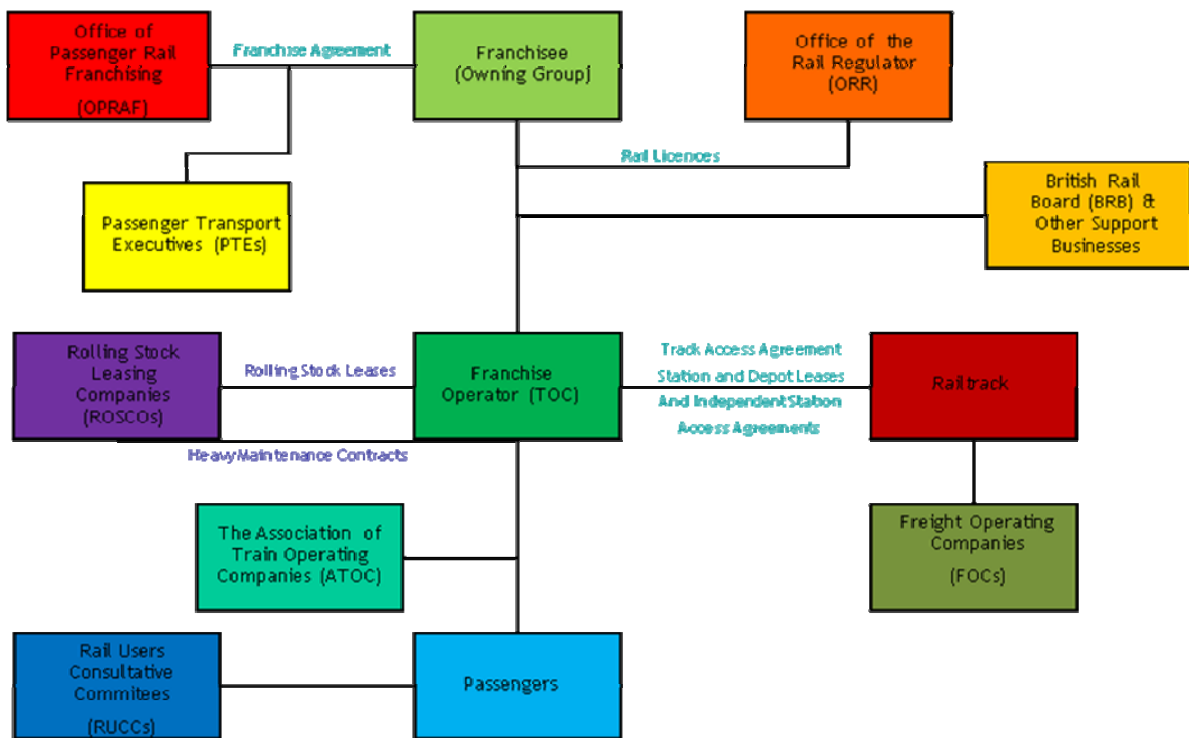 Office of
Passenger Rail
Franchising
(OPRAF)
Franchise Agreement
Franchisee
(Owning Group)
Office of the
Rail Regulator
(ORR)
Rail Licences
Passenger Transport
Executives (PTEs)
British Rail
Board (BRB) &
Other Support
Businesses
Rolling Stock
Leasing
Companies
(ROSCOs)
Rolling Stock Leases
Franchise
Operator (TOC)
Track Access Agreement
Station and Depot Leases
And Independent Station
Access Agreements
Railtrack
Heavy Maintenance Contracts
The Association of
Train Operating
Companies (ATOC)
Freight Operating
Companies
(FOCs)
Rail Users
Consultative
Commitees
(RUCCs)
Passengers